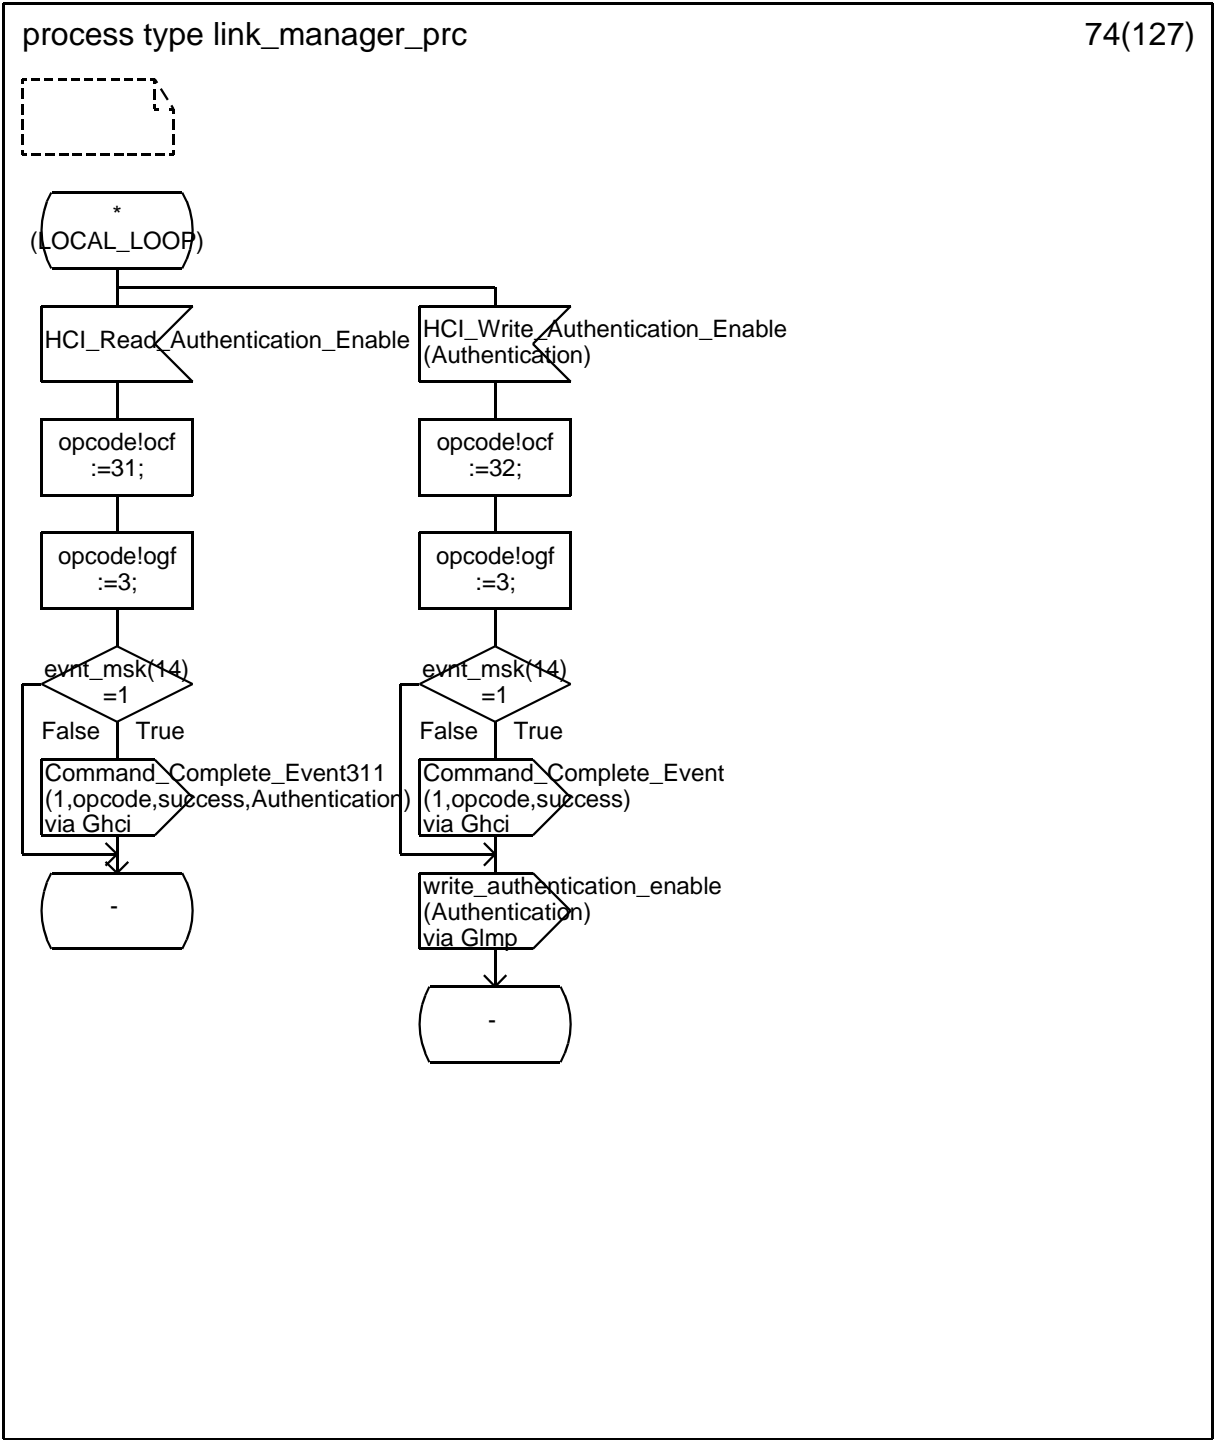 process type link_manager_prc
74(127)
*
(LOCAL_LOOP)
HCI_Read_Authentication_Enable
opcode!ocf
:=31;
opcode!ogf
:=3;
evnt_msk(14)
=1
False
True
Command_Complete_Event311
(1,opcode,success,Authentication)
via Ghci
-
HCI_Write_Authentication_Enable
(Authentication)
opcode!ocf
:=32;
opcode!ogf
:=3;
evnt_msk(14)
=1
False
True
Command_Complete_Event
(1,opcode,success)
via Ghci
write_authentication_enable
(Authentication)
via Glmp
-